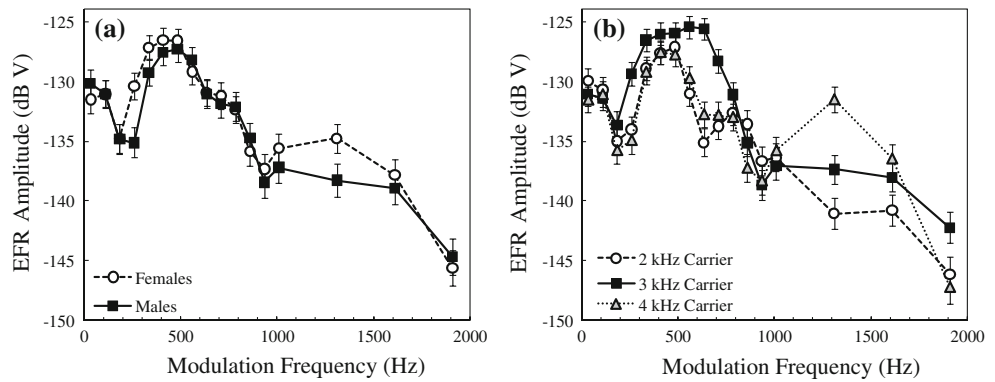 (a)
EFR Amplitude (dB V)
-125
-130
-135
-140
-145
-150
Females
Males
0
500
1000
1500
2000
Modulation Frequency (Hz)
(b)
EFR Amplitude (dB V)
-125
-130
-135
-140
-145
-150
2 kHz Carrier
3 kHz Carrier
4 kHz Carrier
0
500
1000
1500
2000
Modulation Frequency (Hz)